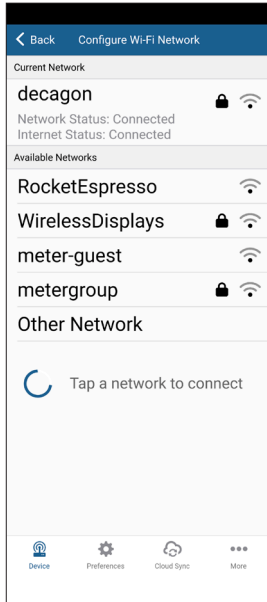 Back Configure Wi-Fi Network
Current Network
decagon
Network Status: Connected
Internet Status: Connected
Available Networks
RocketEspresso
WirelessDisplays
meter-guest
metergroup
Other Network
Tap a network to connect
Device Preferences Cloud Sync More